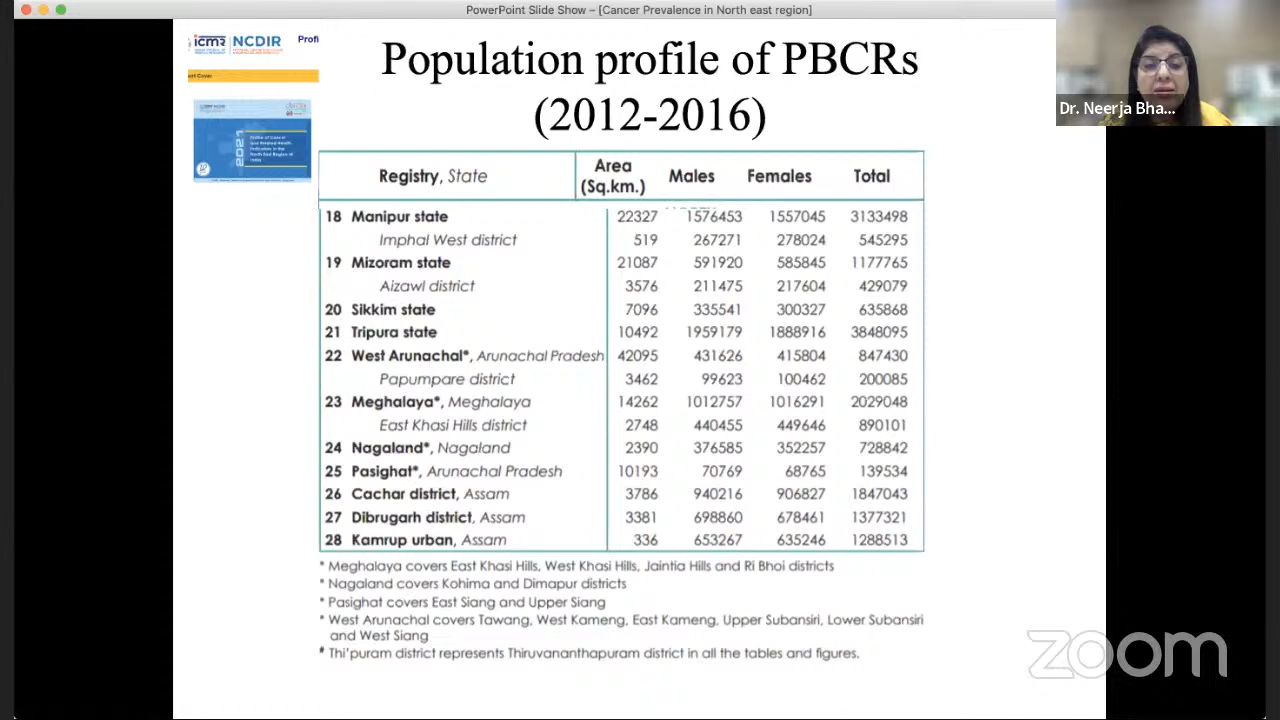 PowerPoint Slide Show – [Cancer Prevalence in North east region]
icmr NCDIR Profi
Population profile of PBCRs
(2012-2016)
2021
Dr. Neerja Bha...
Registry, State Area (Sq.km.) Males Females Total
18 Manipur state 22327 1576453 1557045 3133498
Imphal West district 519 267271 278024 545295
19 Mizoram state 21087 591920 585845 1177765
Aizawl district 3576 211475 217604 429079
20 Sikkim state 7096 335541 300327 635868
21 Tripura state 10492 1959179 1888916 3848095
22 West Arunachal*, Arunachal Pradesh 42095 431626 415804 847430
Papumpare district 3462 99623 100462 200085
23 Meghalaya*, Meghalaya 14262 1012757 1016291 2029048
East Khasi Hills district 2748 440455 449646 890101
24 Nagaland*, Nagaland 2390 376585 352257 728842
25 Pasighat*, Arunachal Pradesh 10193 70769 68765 139534
26 Cachar district, Assam 3786 940216 906827 1847043
27 Dibrugarh district, Assam 3381 698860 678461 1377321
28 Kamrup urban, Assam 336 653267 635246 1288513
* Meghalaya covers East Khasi Hills, West Khasi Hills, Jaintia Hills and Ri Bhoi districts
* Nagaland covers Kohima and Dimapur districts
* Pasighat covers East Siang and Upper Siang
* West Arunachal covers Tawang, West Kameng, East Kameng, Upper Subansiri, Lower Subansiri
and West Siang
# Thi'puram district represents Thiruvananthapuram district in all the tables and figures.
zoom